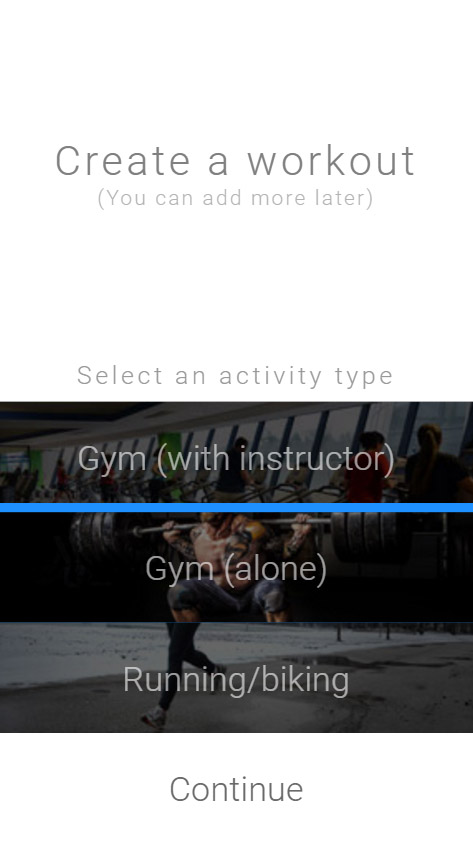 Create a workout
(You can add more later)
Select an activity type
Gym (with instructor)
Gym (alone)
Running/biking
Continue